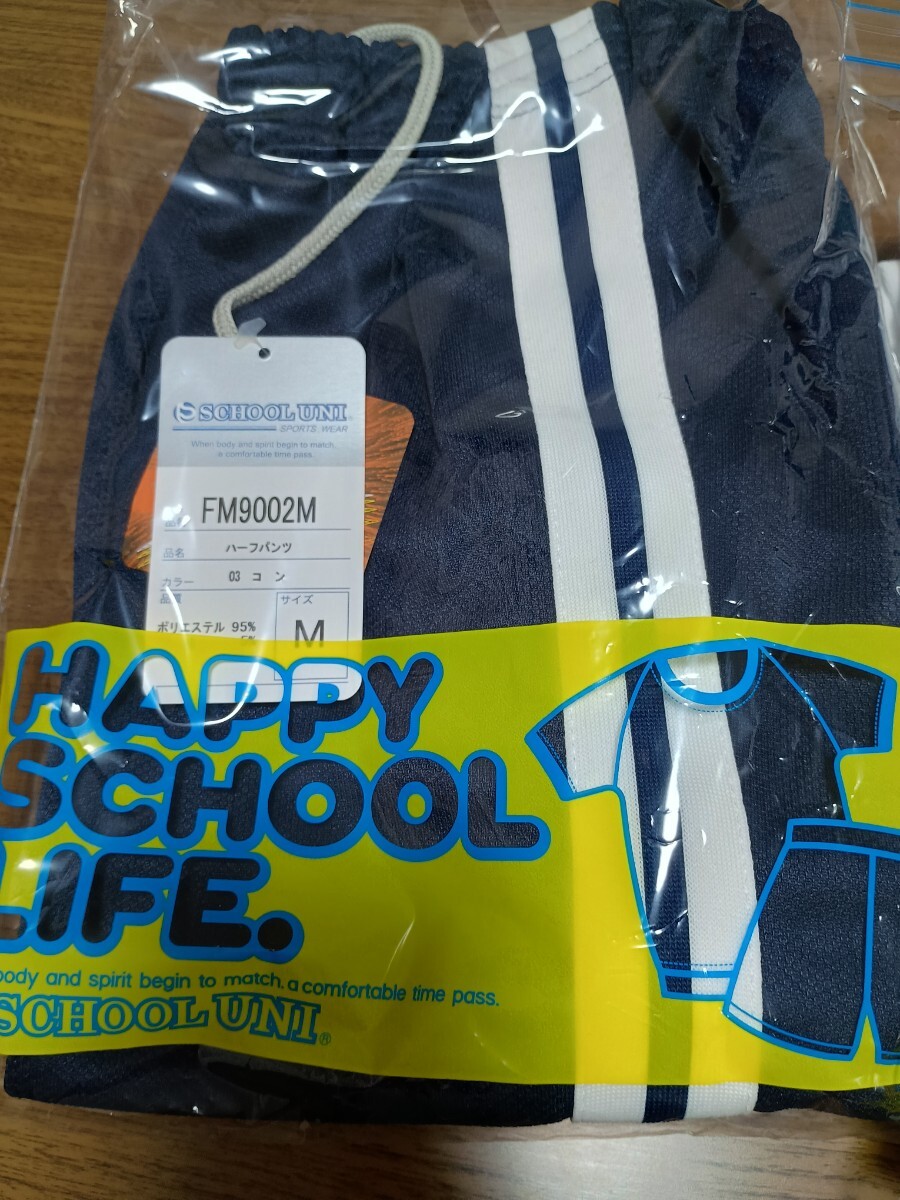 SCHOOL UNI®
SPORTS WEAR
When body and spirit begin to match.
a comfortable time pass.
FM9002M
品名 ハーフパンツ
カラー 03 コン
品質
サイズ
ポリエステル 95%
M
HAPPY
SCHOOL
LIFE.
body and spirit begin to match. a comfortable time pass.
SCHOOL UNI®